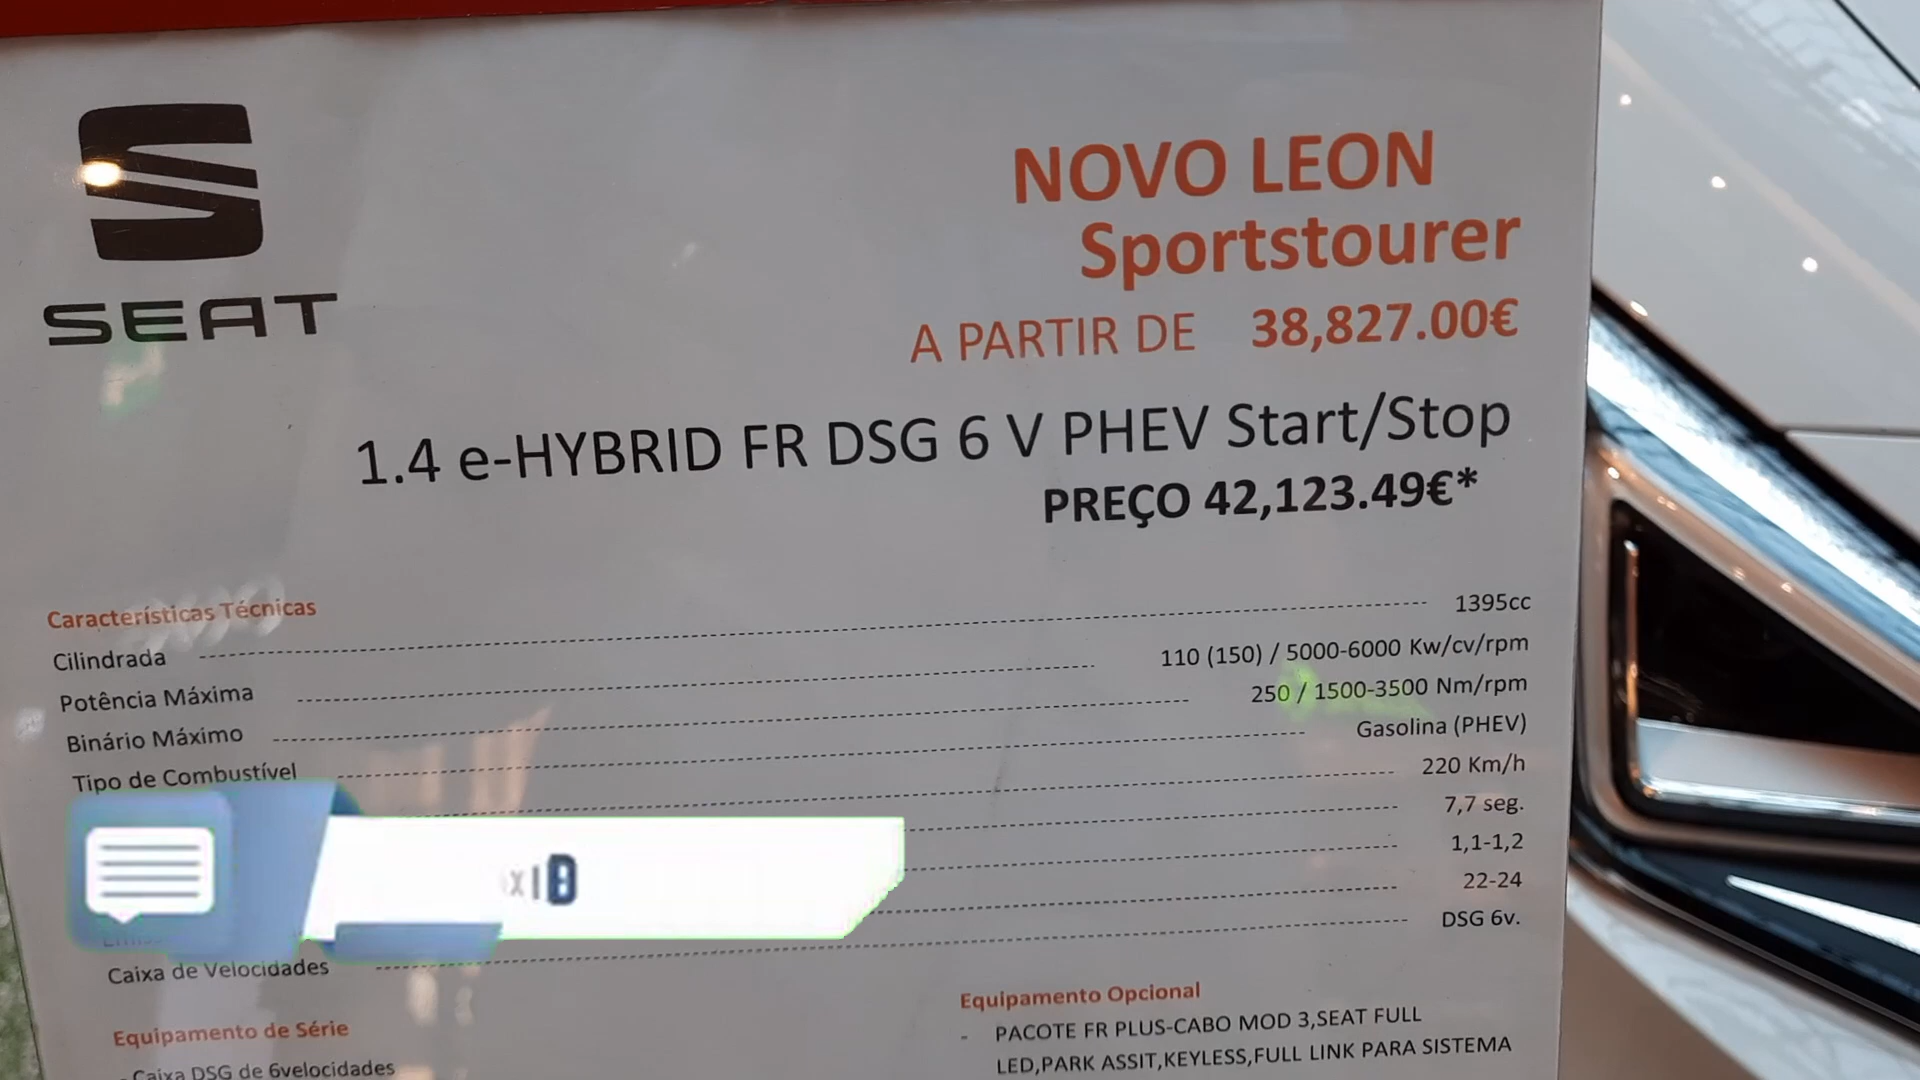 SEAT
NOVO LEON
Sportstourer
A PARTIR DE 38,827.00€
1.4 e-HYBRID FR DSG 6 V PHEV Start/Stop
PREÇO 42,123.49€*
Características Técnicas
Cilindrada 1395cc
Potência Máxima 110 (150) / 5000-6000 Kw/cv/rpm
Binário Máximo 250 / 1500-3500 Nm/rpm
Tipo de Combustível Gasolina (PHEV)
220 Km/h
7,7 seg.
1,1-1,2
22-24
Caixa de Velocidades DSG 6v.
Equipamento de Série
- Caixa DSG de 6velocidades
Equipamento Opcional
- PACOTE FR PLUS-CABO MOD 3,SEAT FULL
LED,PARK ASSIT,KEYLESS,FULL LINK PARA SISTEMA